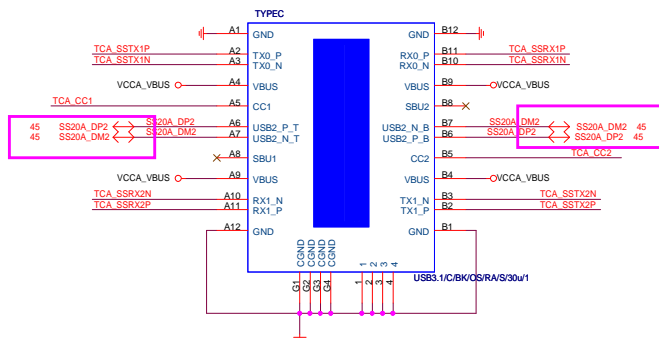 TYPEC
A1 GND GND B12
TCA_SSTX1P A2 TX0_P RX0_P B11 TCA_SSRX1P
TCA_SSTX1N A3 TX0_N RX0_N B10 TCA_SSRX1N
VCCA_VBUS A4 VBUS VBUS B9 VCCA_VBUS
TCA_CC1 A5 CC1 SBU2 B8
45 SS20A_DP2 SS20A_DP2 A6 USB2_P_T USB2_N_B B7 SS20A_DM2 SS20A_DM2 45
45 SS20A_DM2 SS20A_DM2 A7 USB2_N_T USB2_P_B B6 SS20A_DP2 SS20A_DP2 45
A8 SBU1 CC2 B5 TCA_CC2
VCCA_VBUS A9 VBUS VBUS B4 VCCA_VBUS
TCA_SSRX2N A10 RX1_N TX1_N B3 TCA_SSTX2N
TCA_SSRX2P A11 RX1_P TX1_P B2 TCA_SSTX2P
A12 GND GND B1
CGND CGND CGND CGND 1 2 3 4
G1 G2 G3 G4 1 2 3 4
USB3.1/C/BK/OS/RA/S/30u/1